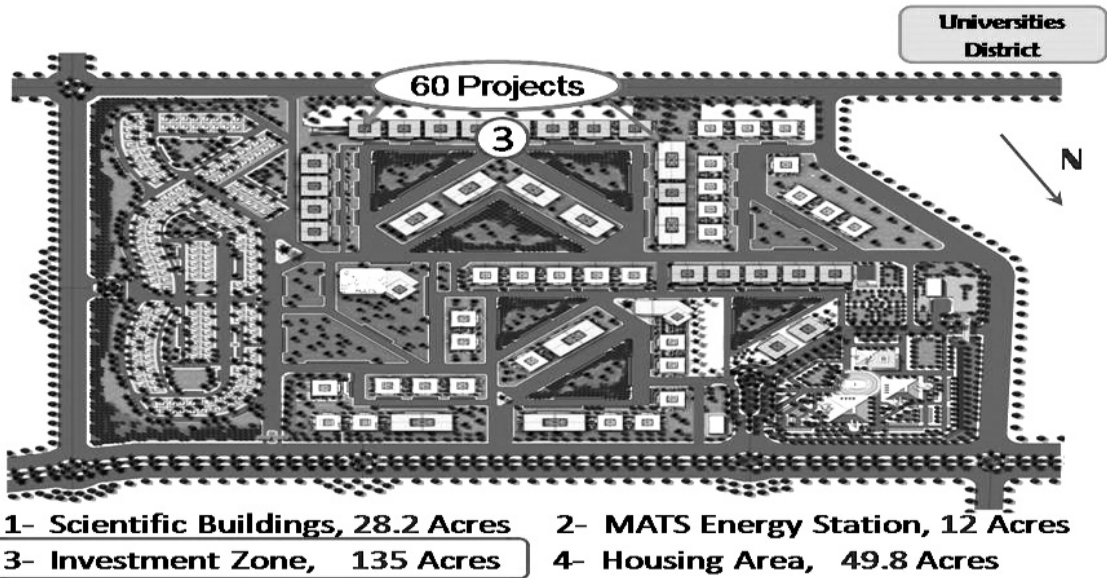 Universities
District
60 Projects
3
N
MATS
1- Scientific Buildings, 28.2 Acres 2- MATS Energy Station, 12 Acres
3- Investment Zone, 135 Acres 4- Housing Area, 49.8 Acres